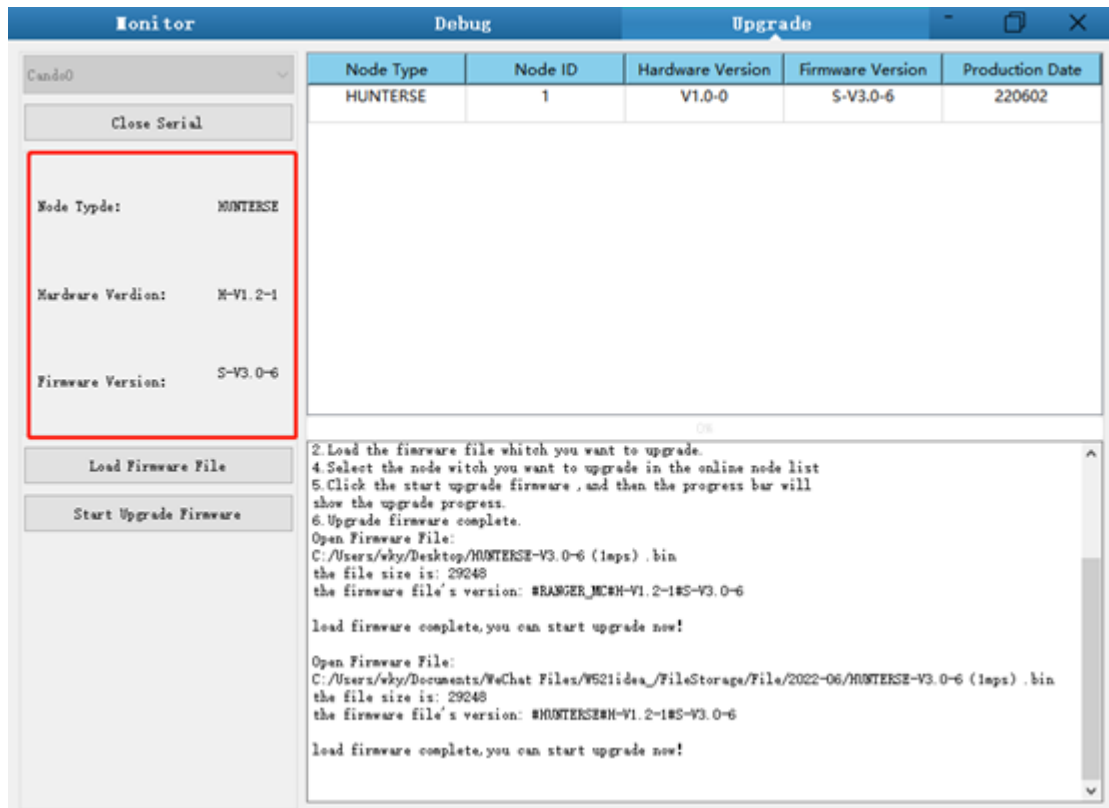 Monitor Debug Upgrade
Cando0
Node Type Node ID Hardware Version Firmware Version Production Date
HUNTERSE 1 V1.0-0 S-V3.0-6 220602
Close Serial
Node Typde: HUNTERSE
Hardware Verdion: H-V1.2-1
Firmware Version: S-V3.0-6
Load Firmware File
Start Upgrade Firmware
0%
2.Load the fimrware file whitch you want to upgrade.
4.Select the node witch you want to upgrade in the online node list
5.Click the start upgrade firmware ,and then the progress bar will
show the upgrade progress.
6.Upgrade firmware complete.
Open Firmware File:
C:/Users/wky/Desktop/HUNTERSE-V3.0-6 (1mps) .bin
the file size is: 29248
the firmware file's version: #RANGER_MC#H-V1.2-1#S-V3.0-6
load firmware complete,you can start upgrade now!
Open Firmware File:
C:/Users/wky/Documents/WeChat Files/W521idea_/FileStorage/File/2022-06/HUNTERSE-V3.0-6 (1mps) .bin
the file size is: 29248
the firmware file's version: #HUNTERSE#H-V1.2-1#S-V3.0-6
load firmware complete,you can start upgrade now!